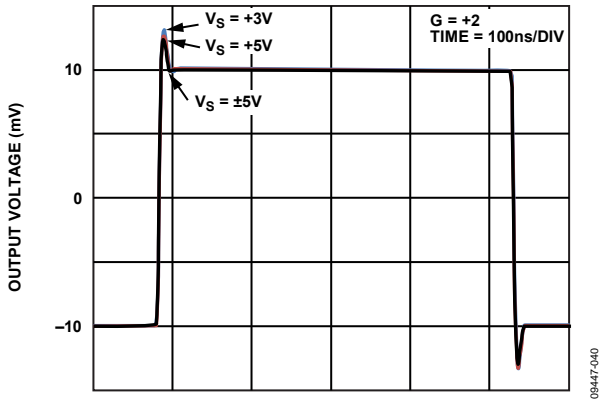 V_S = +3V
V_S = +5V
V_S = ±5V
G = +2
TIME = 100ns/DIV
OUTPUT VOLTAGE (mV)
10
0
–10
09447-040